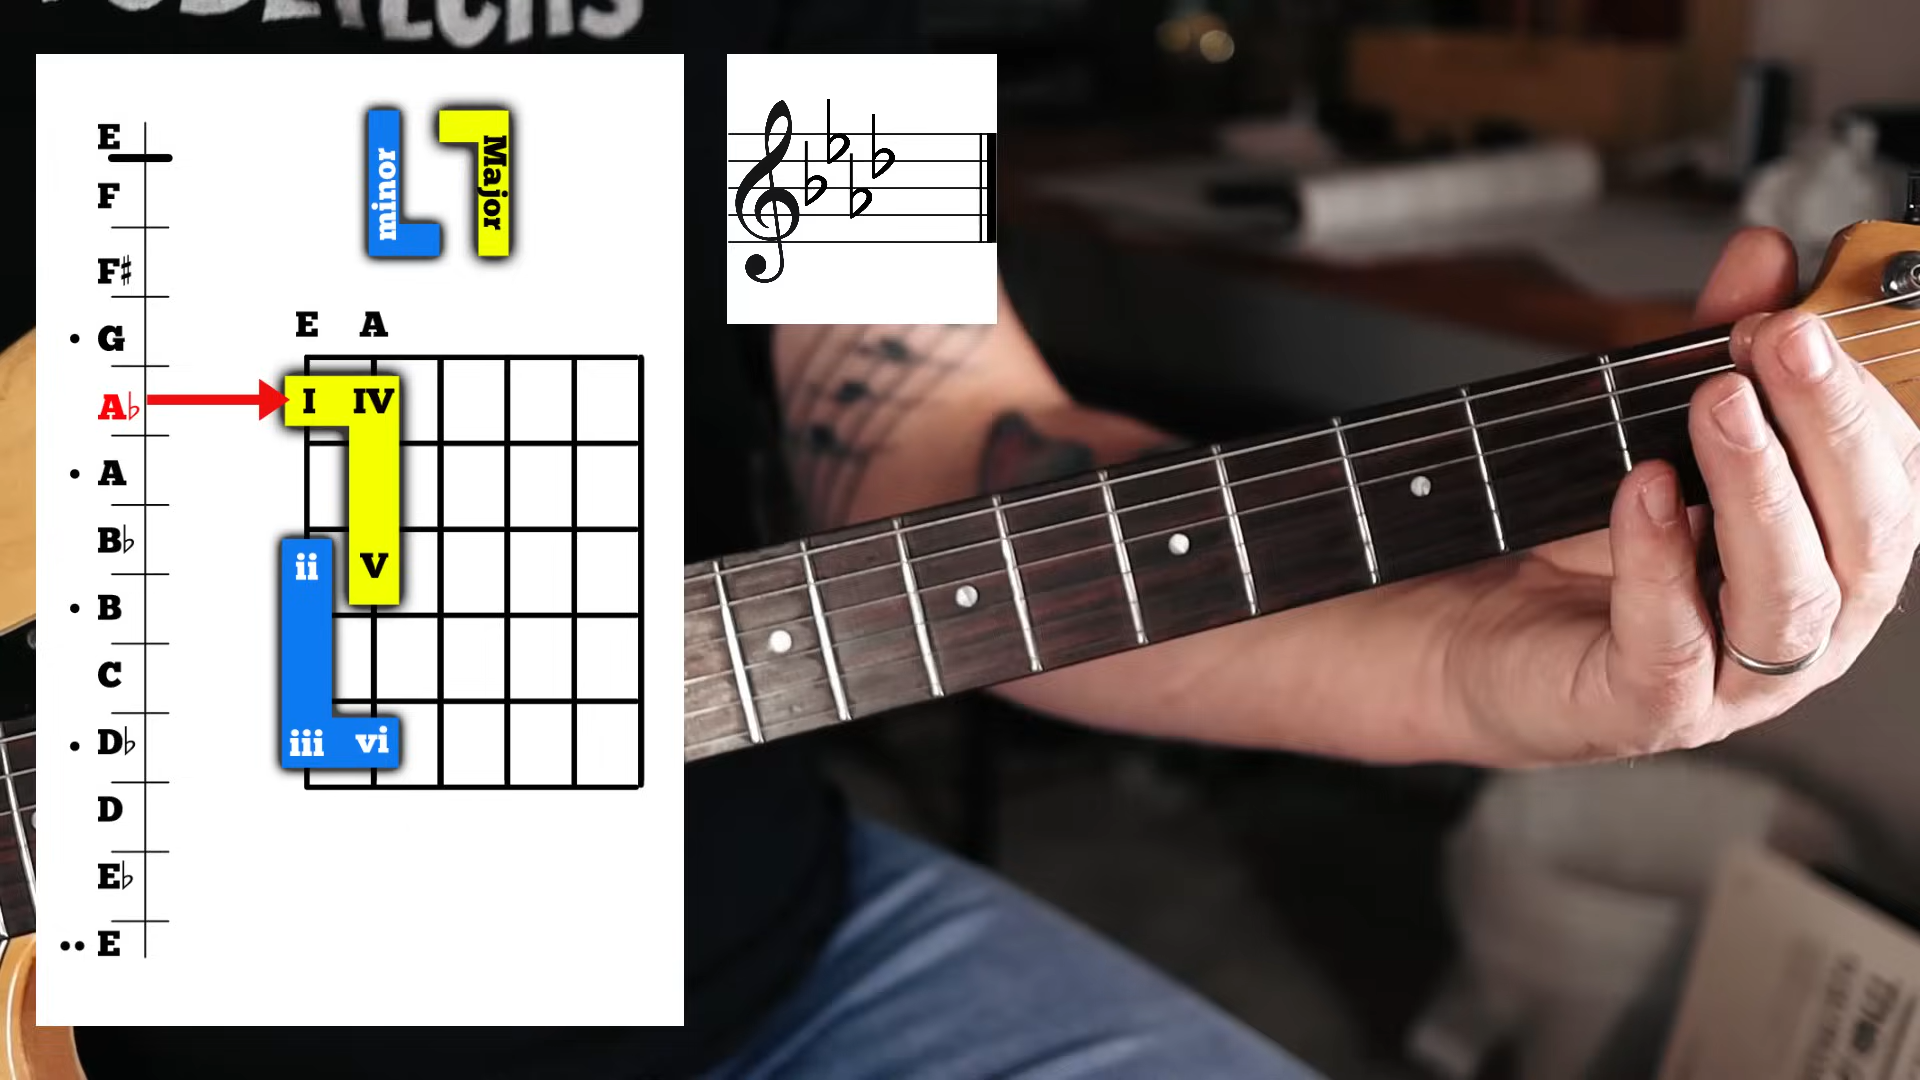 E
F
F♯
• G
A♭
• A
B♭
• B
C
• D♭
D
E♭
•• E
minor
Major
E A
I IV
ii V
iii vi